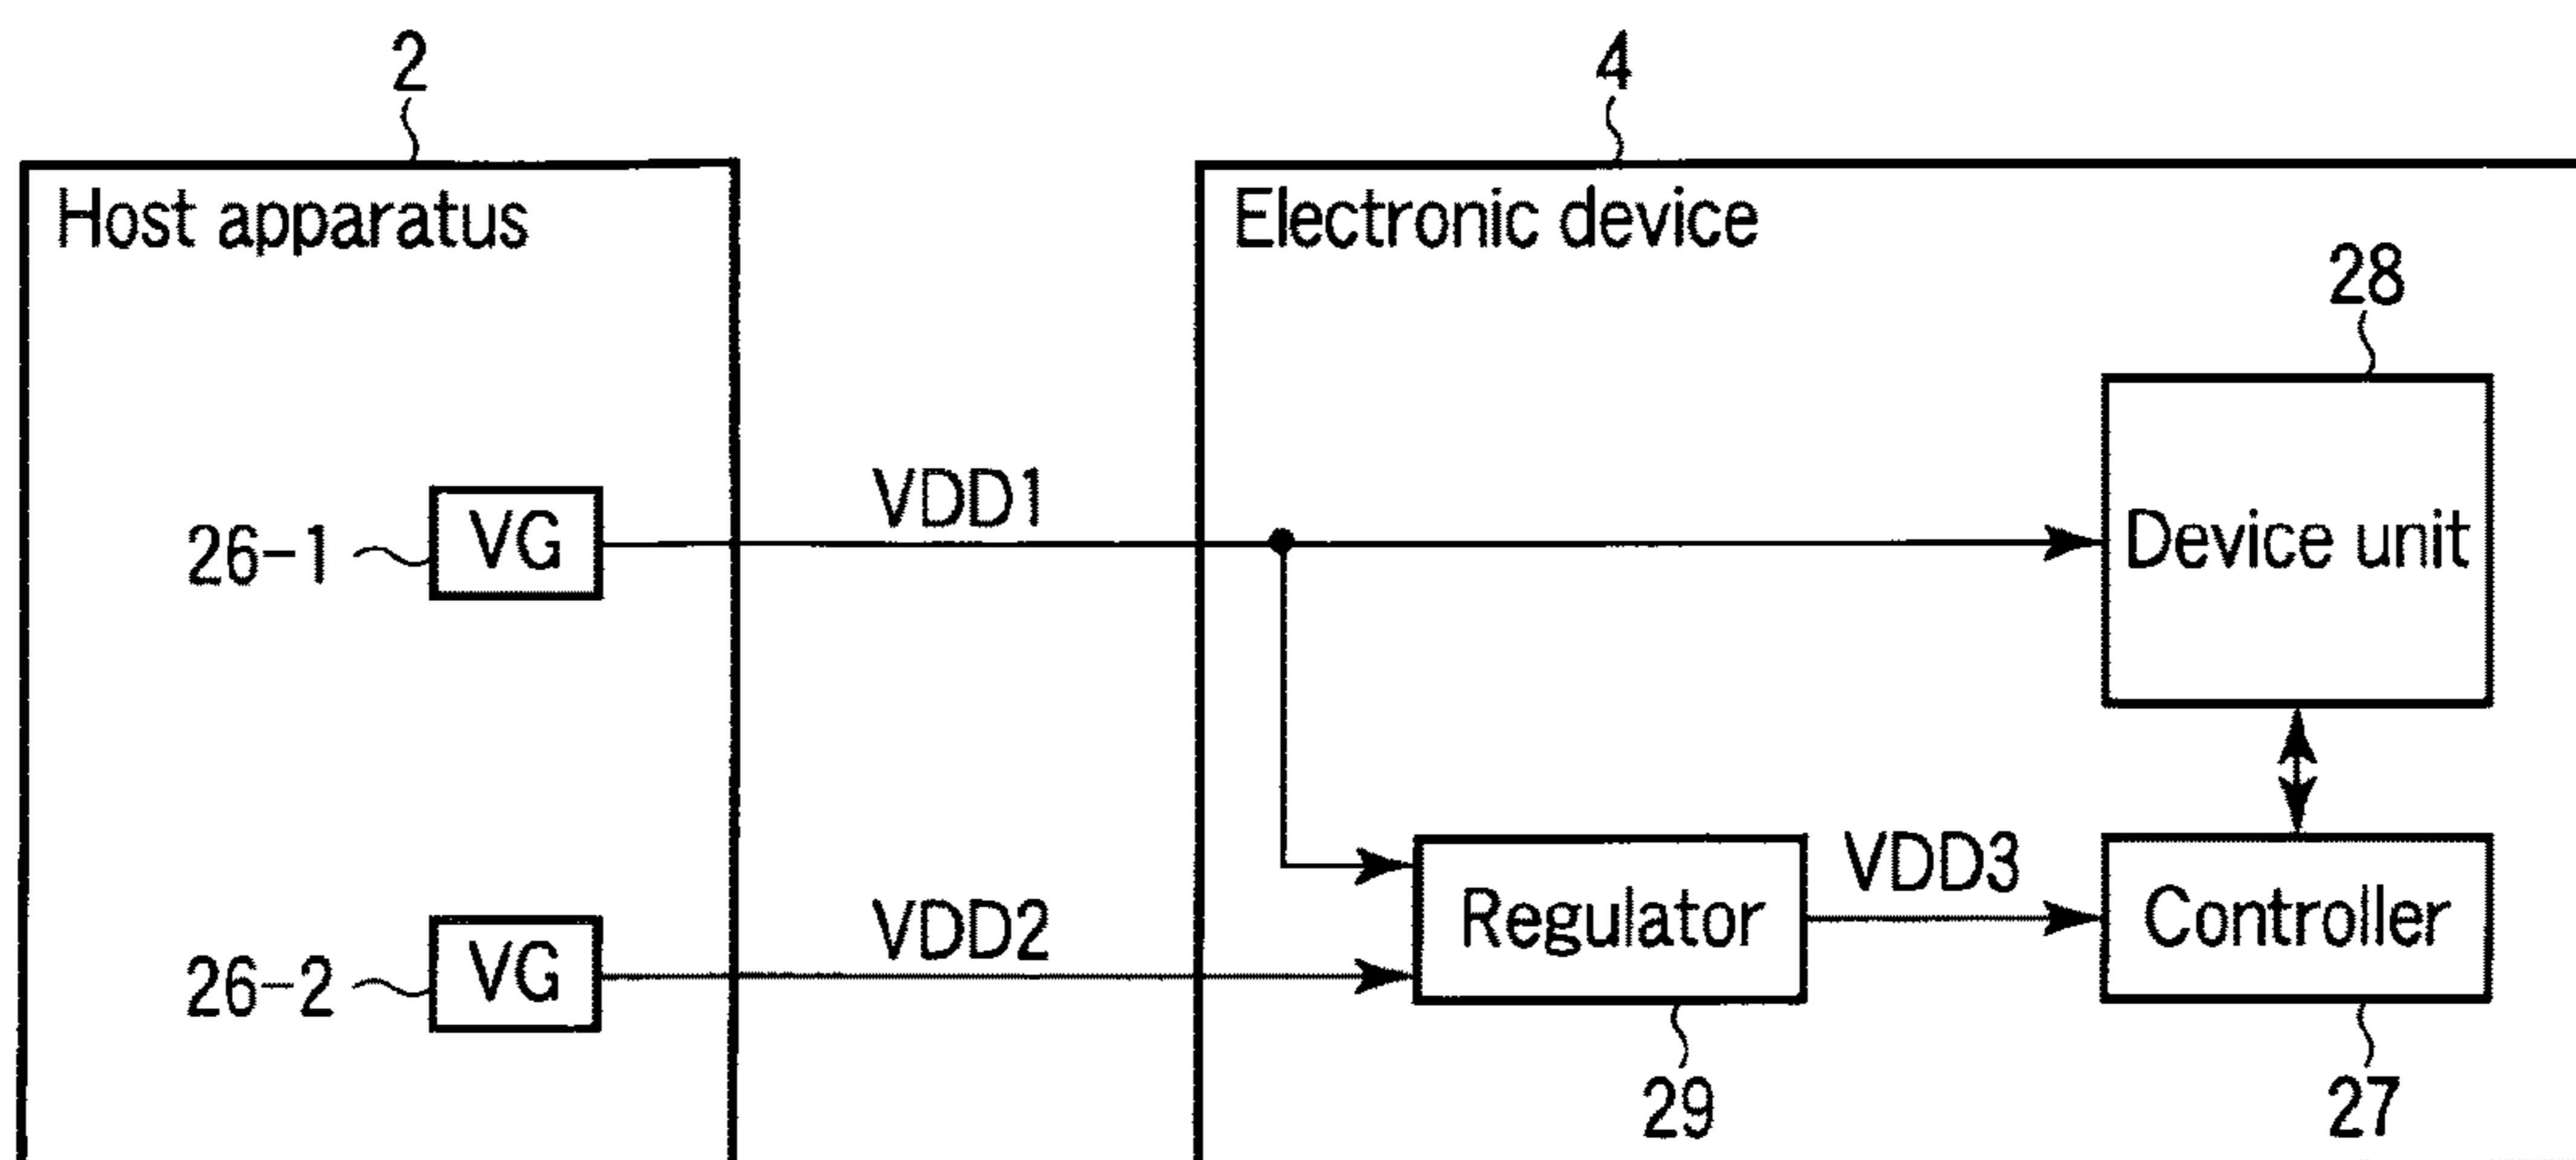 2
4
Host apparatus
Electronic device
28
VDD1
26-1
VG
Device unit
VDD3
VDD2
Regulator
Controller
26-2
VG
29
27